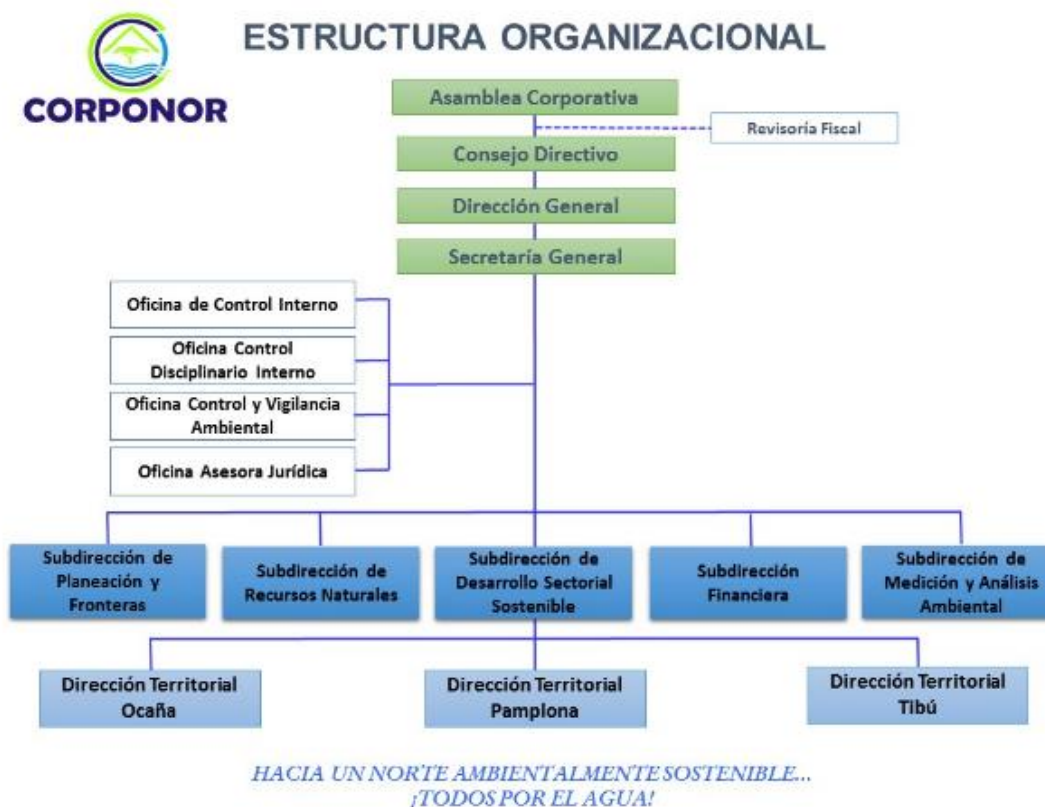 ESTRUCTURA ORGANIZACIONAL
CORPONOR
Asamblea Corporativa
Revisoría Fiscal
Consejo Directivo
Dirección General
Secretaría General
Oficina de Control Interno
Oficina Control
Disciplinario Interno
Oficina Control y Vigilancia
Ambiental
Oficina Asesora Jurídica
Subdirección de
Planeación y
Fronteras
Subdirección de
Recursos Naturales
Subdirección de
Desarrollo Sectorial
Sostenible
Subdirección
Financiera
Subdirección de
Medición y Análisis
Ambiental
Dirección Territorial
Ocaña
Dirección Territorial
Pamplona
Dirección Territorial
Tibú
HACIA UN NORTE AMBIENTALMENTE SOSTENIBLE...
¡TODOS POR EL AGUA!